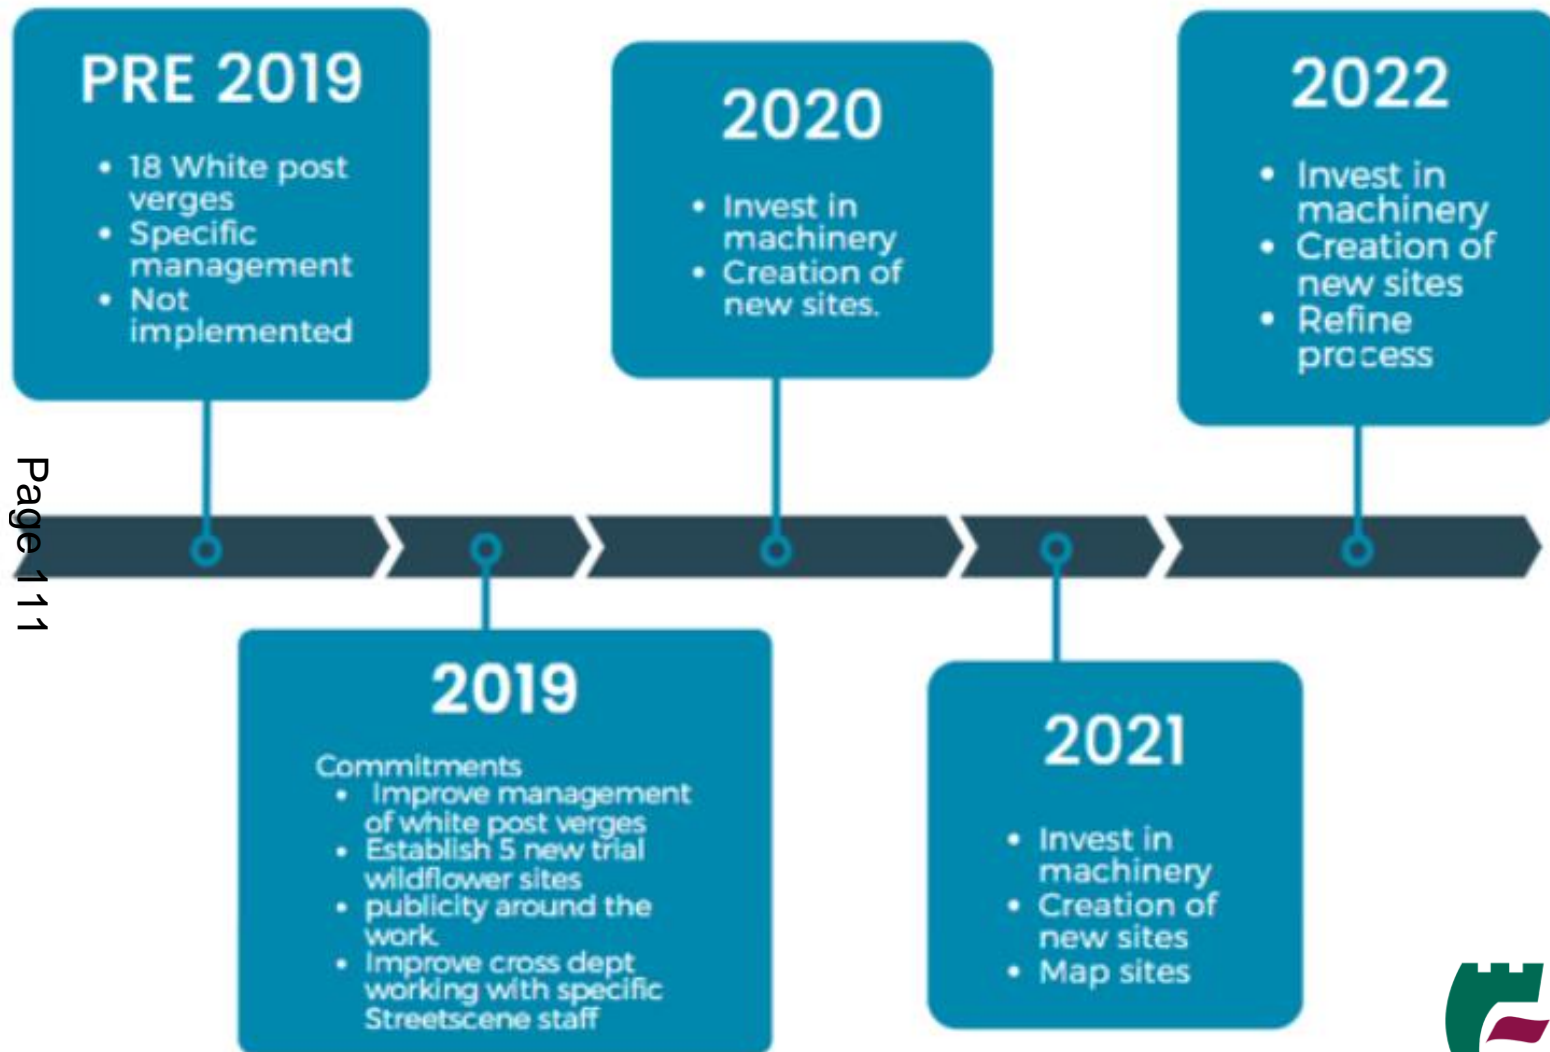 PRE 2019
• 18 White post
verges
• Specific
management
• Not
implemented
2020
• Invest in
machinery
• Creation of
new sites.
2022
• Invest in
machinery
• Creation of
new sites
• Refine
process
Page 111
2019
Commitments
• Improve management
of white post verges
• Establish 5 new trial
wildflower sites
• publicity around the
work.
• Improve cross dept
working with specific
Streetscene staff
2021
• Invest in
machinery
• Creation of
new sites
• Map sites